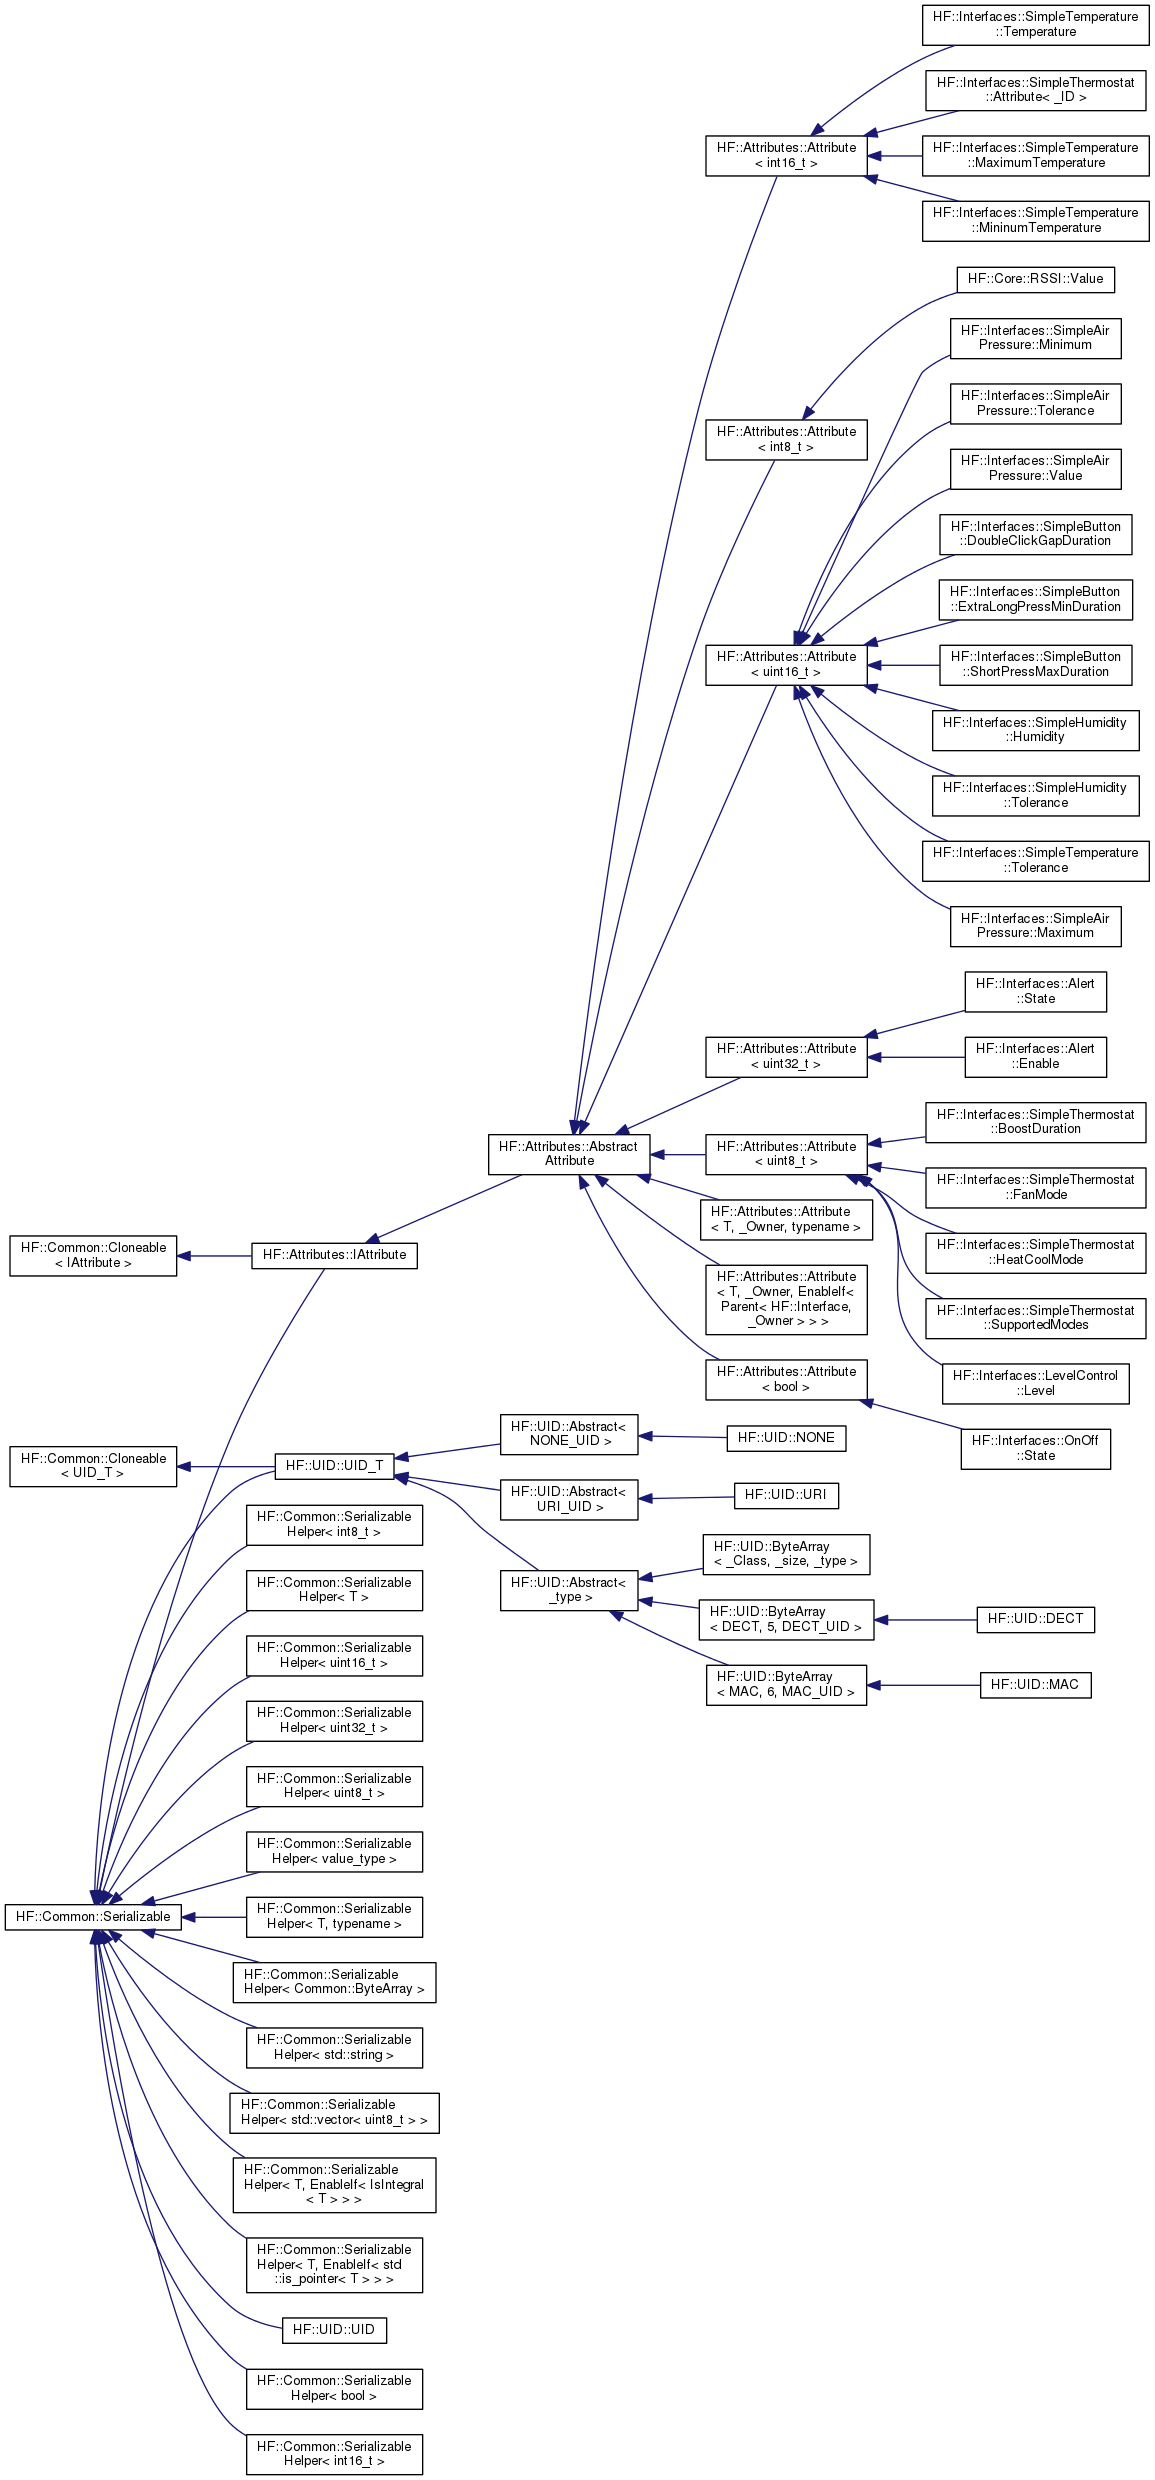 HF::Interfaces::SimpleTemperature
::Temperature
HF::Interfaces::SimpleThermostat
::Attribute< _ID >
HF::Attributes::Attribute
< int16_t >
HF::Interfaces::SimpleTemperature
::MaximumTemperature
HF::Interfaces::SimpleTemperature
::MininumTemperature
HF::Core::RSSI::Value
HF::Interfaces::SimpleAir
Pressure::Minimum
HF::Interfaces::SimpleAir
Pressure::Tolerance
HF::Attributes::Attribute
< int8_t >
HF::Interfaces::SimpleAir
Pressure::Value
HF::Interfaces::SimpleButton
::DoubleClickGapDuration
HF::Interfaces::SimpleButton
::ExtraLongPressMinDuration
HF::Attributes::Attribute
< uint16_t >
HF::Interfaces::SimpleButton
::ShortPressMaxDuration
HF::Interfaces::SimpleHumidity
::Humidity
HF::Interfaces::SimpleHumidity
::Tolerance
HF::Interfaces::SimpleTemperature
::Tolerance
HF::Interfaces::SimpleAir
Pressure::Maximum
HF::Interfaces::Alert
::State
HF::Attributes::Attribute
< uint32_t >
HF::Interfaces::Alert
::Enable
HF::Interfaces::SimpleThermostat
::BoostDuration
HF::Attributes::Abstract
Attribute
HF::Attributes::Attribute
< uint8_t >
HF::Interfaces::SimpleThermostat
::FanMode
HF::Attributes::Attribute
< T, _Owner, typename >
HF::Common::Cloneable
< IAttribute >
HF::Attributes::IAttribute
HF::Interfaces::SimpleThermostat
::HeatCoolMode
HF::Attributes::Attribute
< T, _Owner, EnableIf<
Parent< HF::Interface,
_Owner > > >
HF::Interfaces::SimpleThermostat
::SupportedModes
HF::Attributes::Attribute
< bool >
HF::Interfaces::LevelControl
::Level
HF::Interfaces::OnOff
::State
HF::Common::Cloneable
< UID_T >
HF::UID::UID_T
HF::UID::Abstract<
NONE_UID >
HF::UID::NONE
HF::UID::Abstract<
URI_UID >
HF::UID::URI
HF::Common::Serializable
Helper< int8_t >
HF::UID::ByteArray
< _Class, _size, _type >
HF::Common::Serializable
Helper< T >
HF::UID::Abstract<
_type >
HF::UID::ByteArray
< DECT, 5, DECT_UID >
HF::UID::DECT
HF::Common::Serializable
Helper< uint16_t >
HF::UID::ByteArray
< MAC, 6, MAC_UID >
HF::UID::MAC
HF::Common::Serializable
Helper< uint32_t >
HF::Common::Serializable
Helper< uint8_t >
HF::Common::Serializable
Helper< value_type >
HF::Common::Serializable
HF::Common::Serializable
Helper< T, typename >
HF::Common::Serializable
Helper< Common::ByteArray >
HF::Common::Serializable
Helper< std::string >
HF::Common::Serializable
Helper< std::vector< uint8_t > >
HF::Common::Serializable
Helper< T, EnableIf< IsIntegral
< T > > >
HF::Common::Serializable
Helper< T, EnableIf< std
::is_pointer< T > > >
HF::UID::UID
HF::Common::Serializable
Helper< bool >
HF::Common::Serializable
Helper< int16_t >